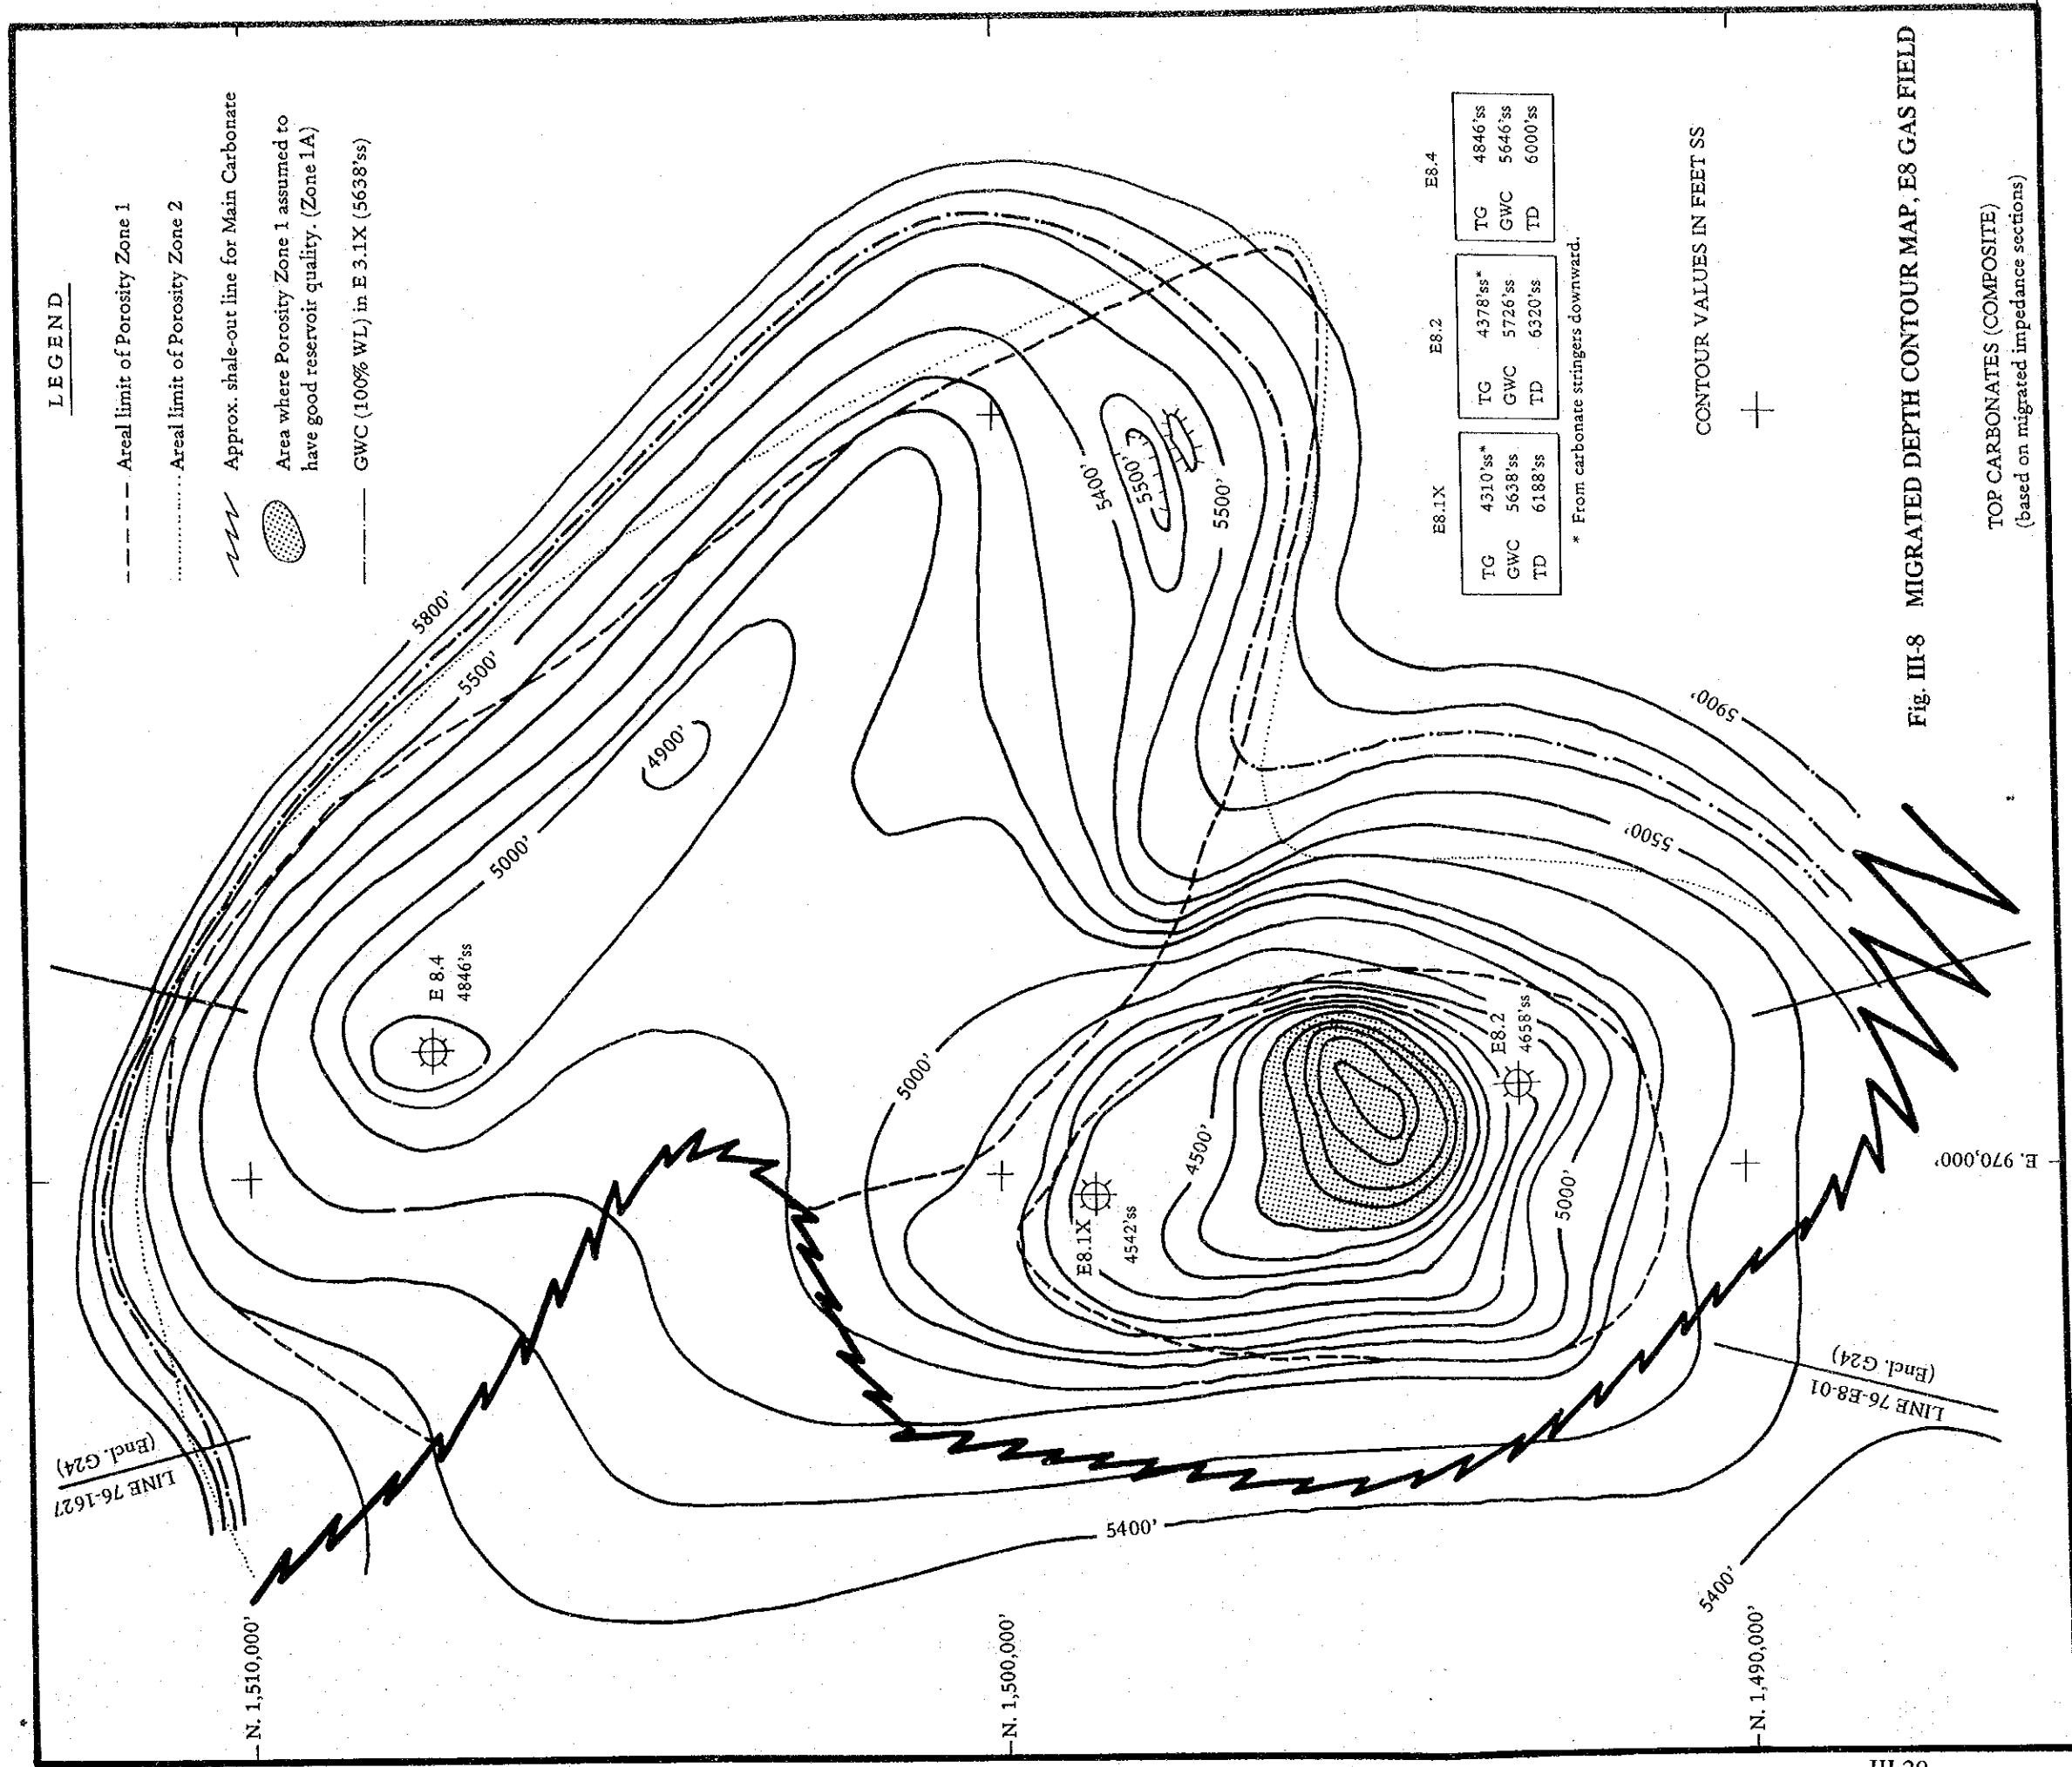 LEGEND
Areal limit of Porosity Zone 1
Areal limit of Porosity Zone 2
Approx. shale-out line for Main Carbonate
Area where Porosity Zone 1 assumed to
have good reservoir quality. (Zone 1A)
GWC (100% WL) in E 3.1X (5638'ss)
5800'
5500'
4900'
5000'
E 8.4
4846'ss
5400'
5500'
5500'
5900'
5500'
5000'
4500'
E8.1X
4542'ss
E8.2
4658'ss
5000'
5400'
5400'
LINE 76-1627
(Encl. G24)
LINE 76-E8-01
(Encl. G24)
N. 1,510,000'
N. 1,500,000'
N. 1,490,000'
E. 970,000'
E8.1X
TG 4310'ss*
GWC 5638'ss
TD 6188'ss
E8.2
TG 4378'ss*
GWC 5726'ss
TD 6320'ss
E8.4
TG 4846'ss
GWC 5646'ss
TD 6000'ss
* From carbonate stringers downward.
CONTOUR VALUES IN FEET SS
Fig. III-8 MIGRATED DEPTH CONTOUR MAP, E8 GAS FIELD
TOP CARBONATES (COMPOSITE)
(based on migrated impedance sections)